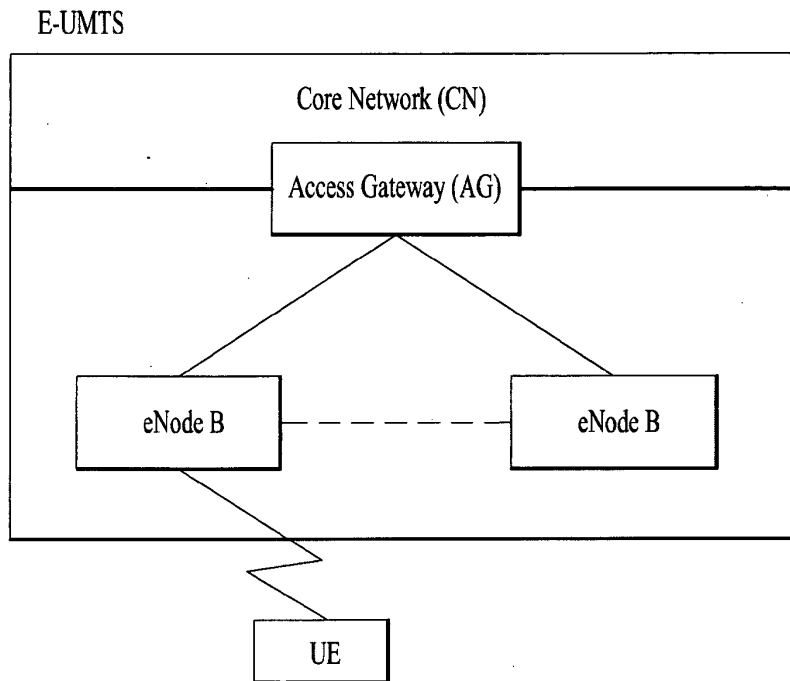 E-UMTS
Core Network (CN)
Access Gateway (AG)
eNode B
eNode B
UE